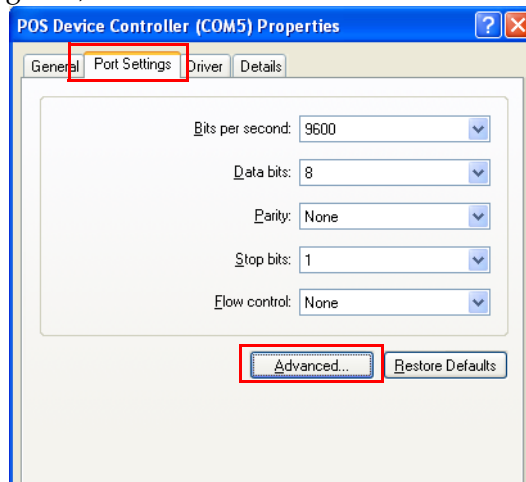 POS Device Controller (COM5) Properties
General Port Settings Driver Details
Bits per second: 9600
Data bits: 8
Parity: None
Stop bits: 1
Flow control: None
Advanced... Restore Defaults